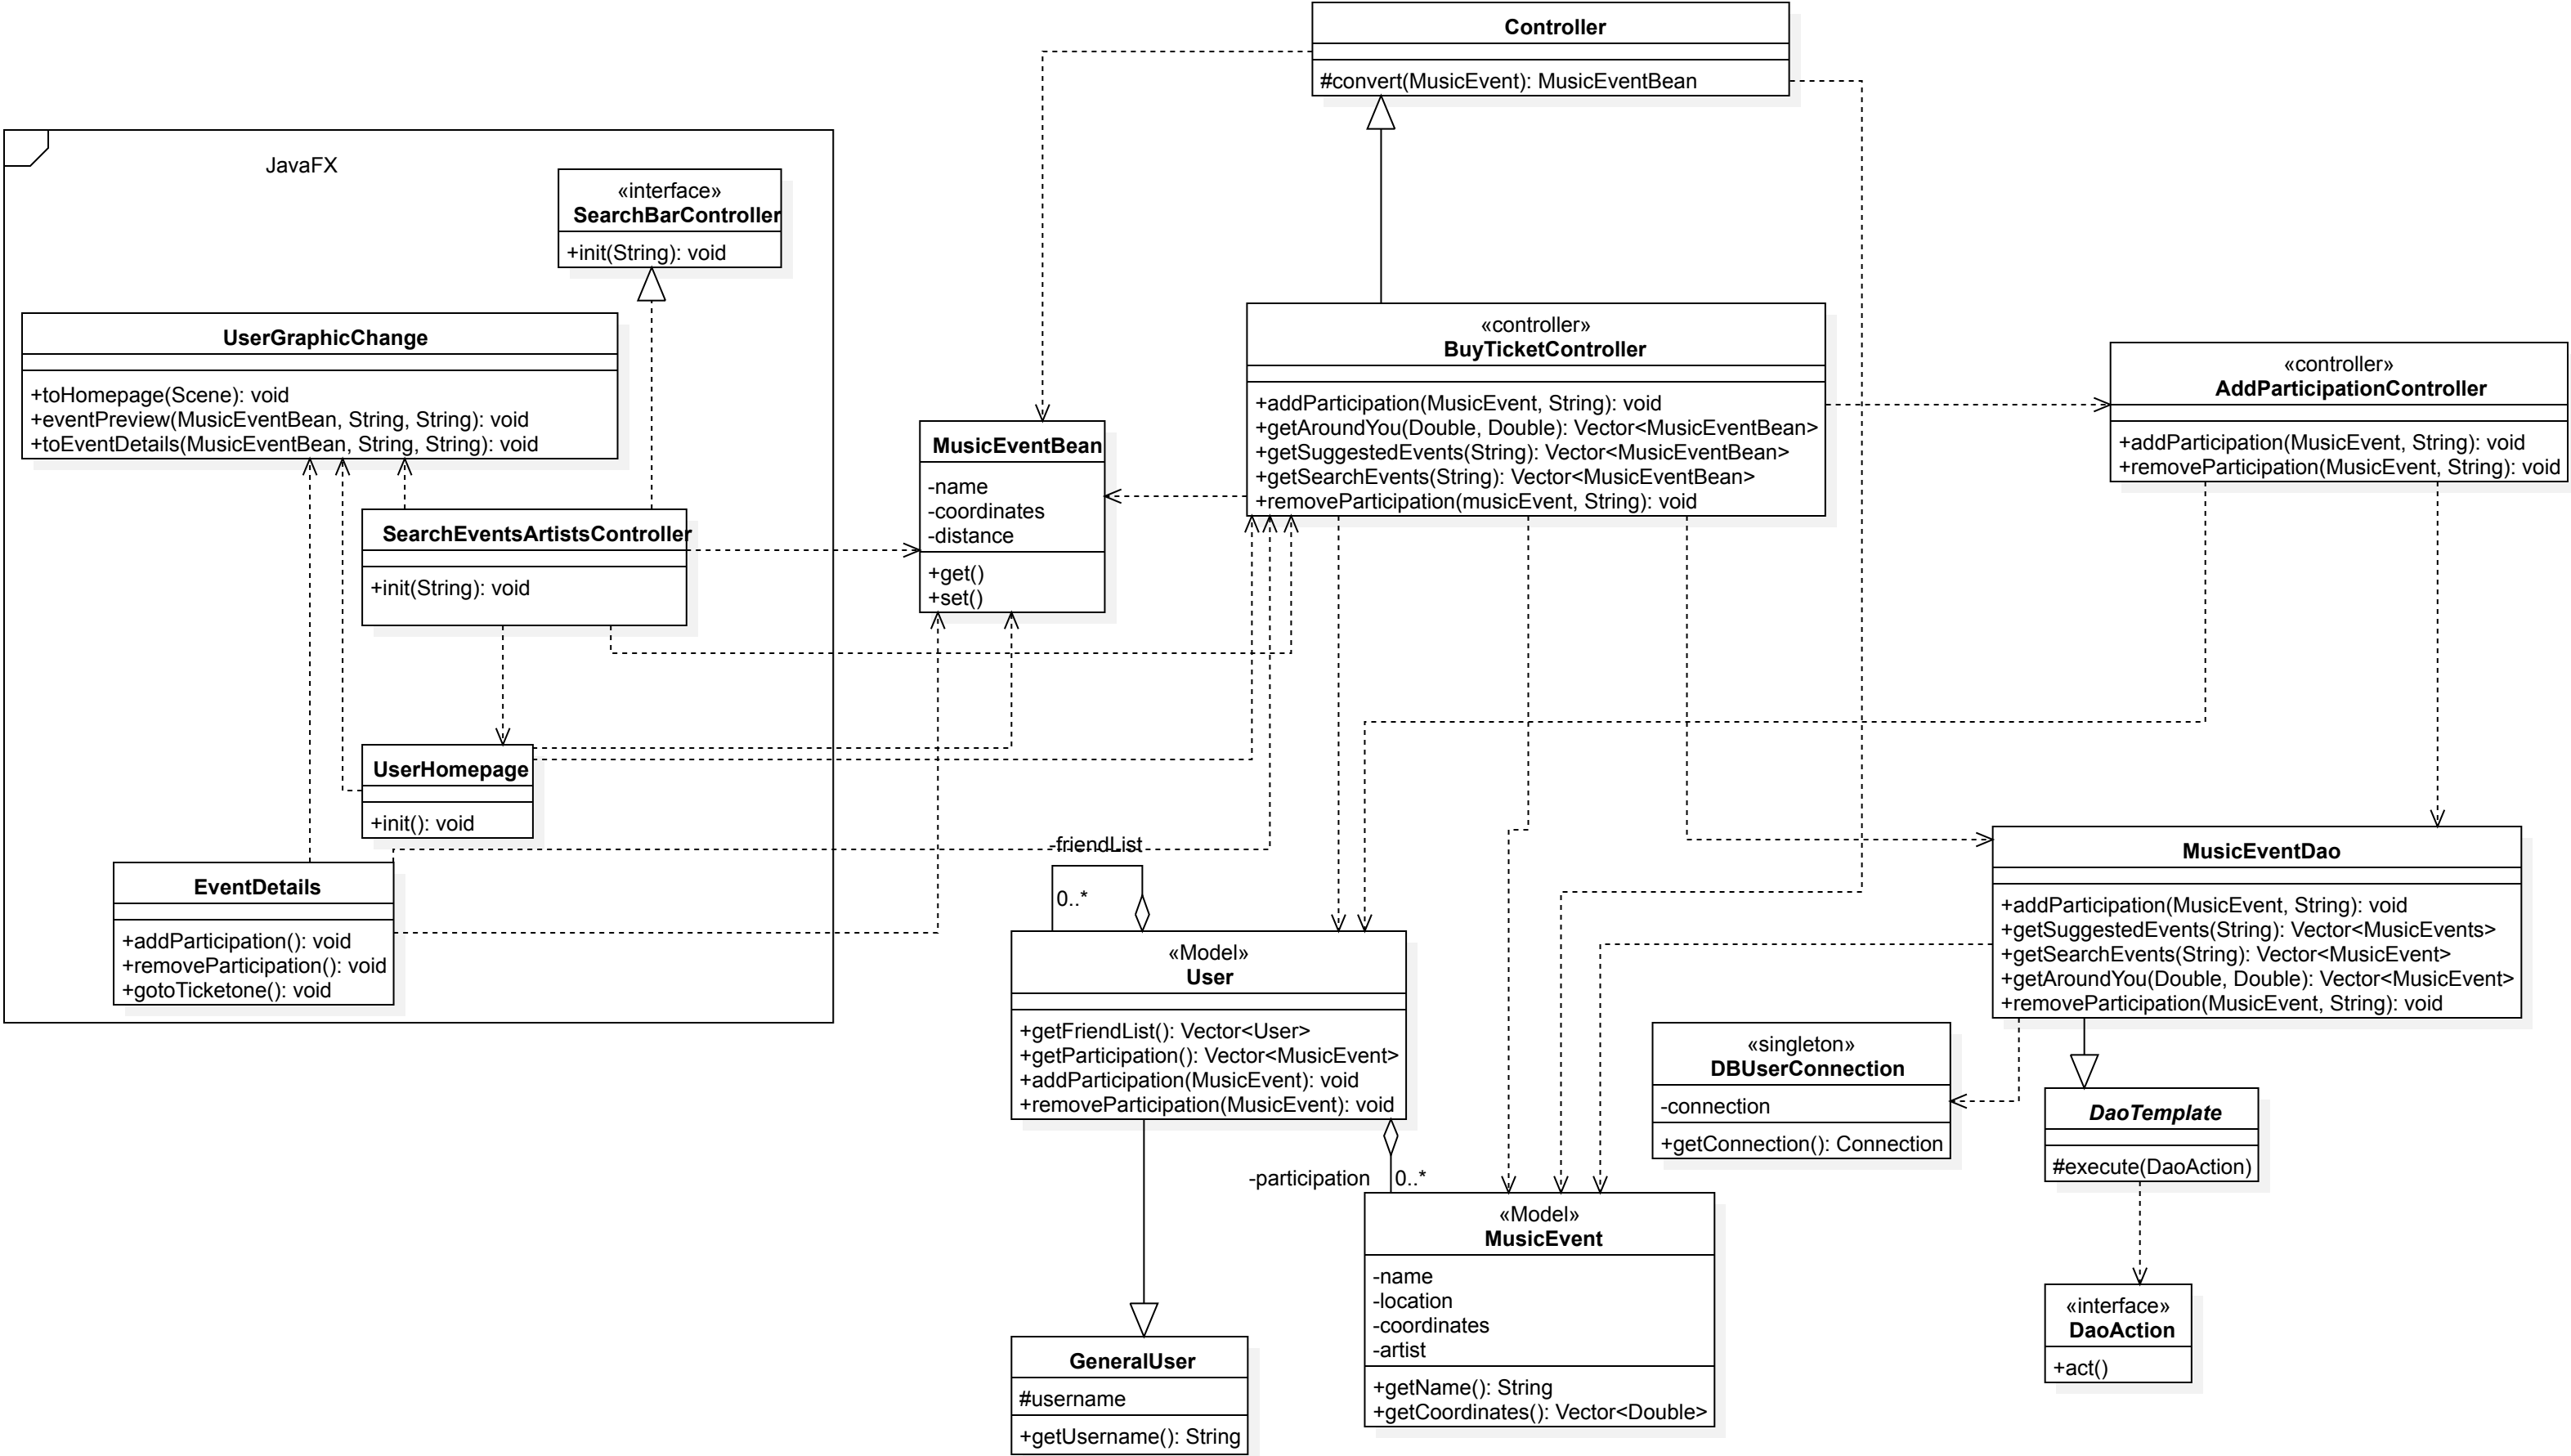 Controller
#convert(MusicEvent): MusicEventBean
JavaFX
«interface»
SearchBarController
+init(String): void
UserGraphicChange
+toHomepage(Scene): void
+eventPreview(MusicEventBean, String, String): void
+toEventDetails(MusicEventBean, String, String): void
SearchEventsArtistsController
+init(String): void
UserHomepage
+init(): void
EventDetails
+addParticipation(): void
+removeParticipation(): void
+gotoTicketone(): void
MusicEventBean
-name
-coordinates
-distance
+get()
+set()
«controller»
BuyTicketController
+addParticipation(MusicEvent, String): void
+getAroundYou(Double, Double): Vector<MusicEventBean>
+getSuggestedEvents(String): Vector<MusicEventBean>
+getSearchEvents(String): Vector<MusicEventBean>
+removeParticipation(musicEvent, String): void
«controller»
AddParticipationController
+addParticipation(MusicEvent, String): void
+removeParticipation(MusicEvent, String): void
-friendList
0..*
«Model»
User
+getFriendList(): Vector<User>
+getParticipation(): Vector<MusicEvent>
+addParticipation(MusicEvent): void
+removeParticipation(MusicEvent): void
-participation
0..*
GeneralUser
#username
+getUsername(): String
«Model»
MusicEvent
-name
-location
-coordinates
-artist
+getName(): String
+getCoordinates(): Vector<Double>
MusicEventDao
+addParticipation(MusicEvent, String): void
+getSuggestedEvents(String): Vector<MusicEvents>
+getSearchEvents(String): Vector<MusicEvent>
+getAroundYou(Double, Double): Vector<MusicEvent>
+removeParticipation(MusicEvent, String): void
«singleton»
DBUserConnection
-connection
+getConnection(): Connection
DaoTemplate
#execute(DaoAction)
«interface»
DaoAction
+act()